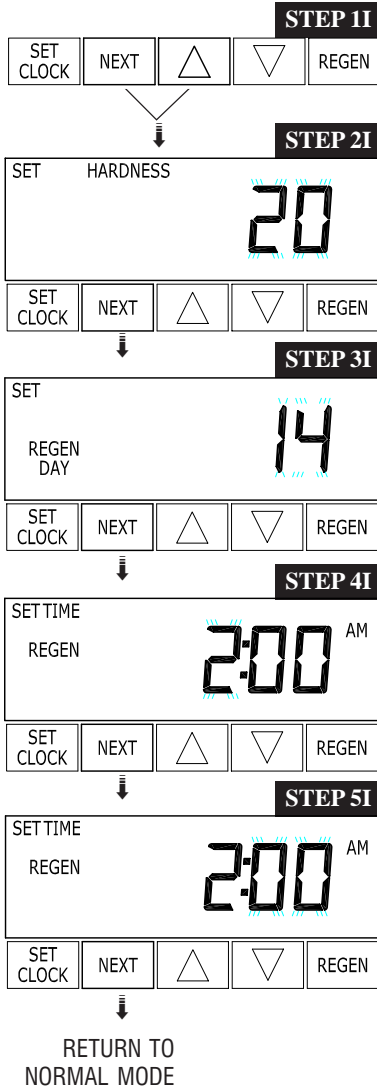 STEP 1I
SET CLOCK NEXT REGEN
STEP 2I
SET HARDNESS
20
SET CLOCK NEXT REGEN
STEP 3I
SET
14
REGEN DAY
SET CLOCK NEXT REGEN
STEP 4I
SET TIME
REGEN 2:00 AM
SET CLOCK NEXT REGEN
STEP 5I
SET TIME
REGEN 2:00 AM
SET CLOCK NEXT REGEN
RETURN TO
NORMAL MODE